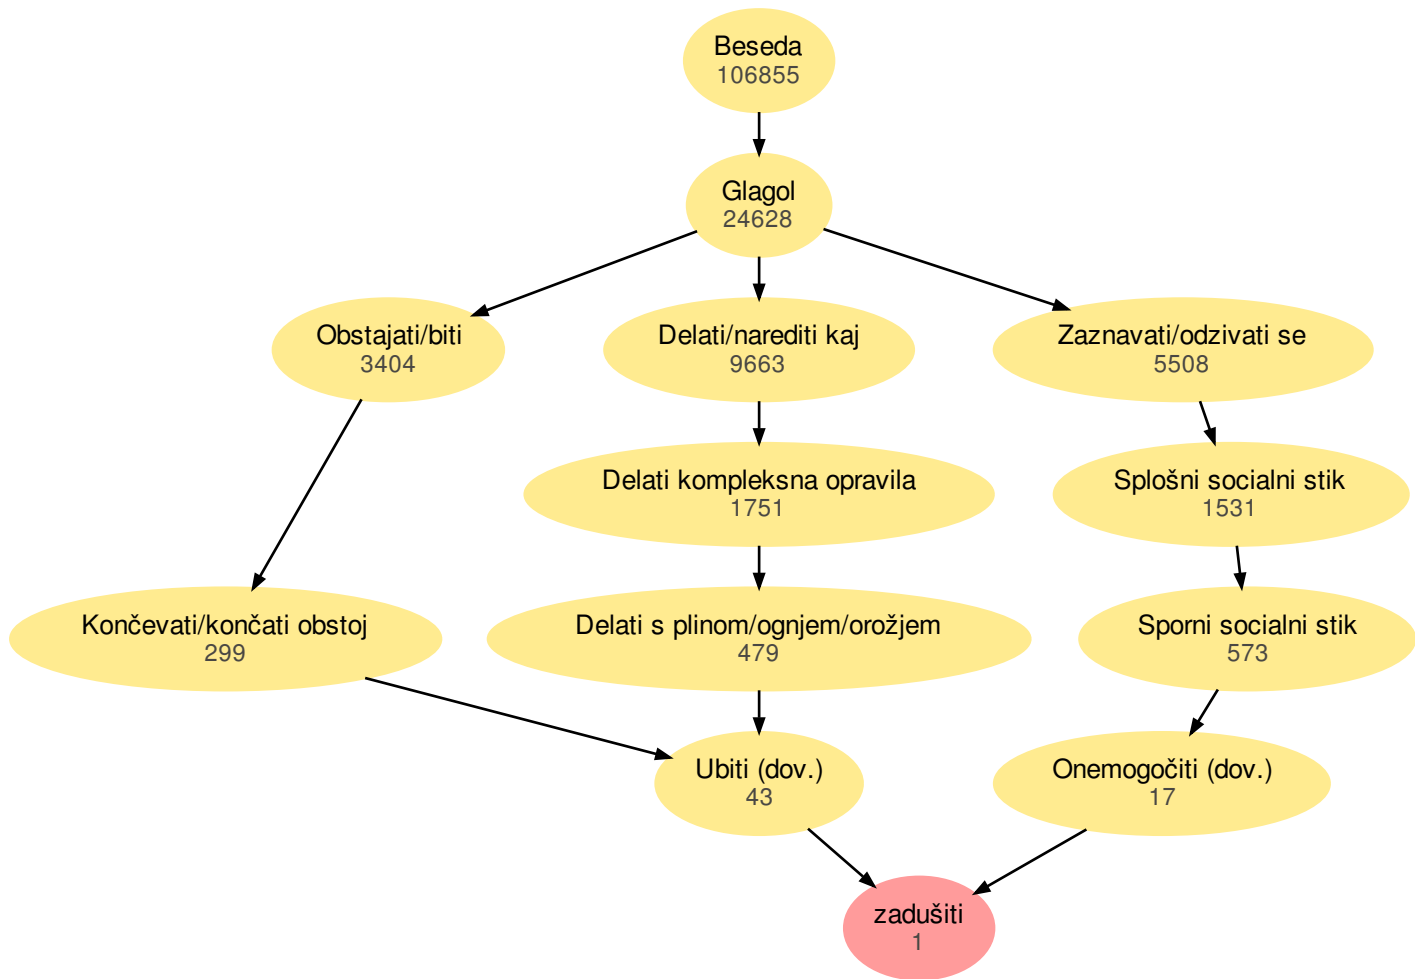 Beseda
106855
Glagol
24628
Obstajati/biti
3404
Delati/narediti kaj
9663
Zaznavati/odzivati se
5508
Delati kompleksna opravila
1751
Splošni socialni stik
1531
Končevati/končati obstoj
299
Delati s plinom/ognjem/orožjem
479
Sporni socialni stik
573
Ubiti (dov.)
43
Onemogočiti (dov.)
17
zadušiti
1